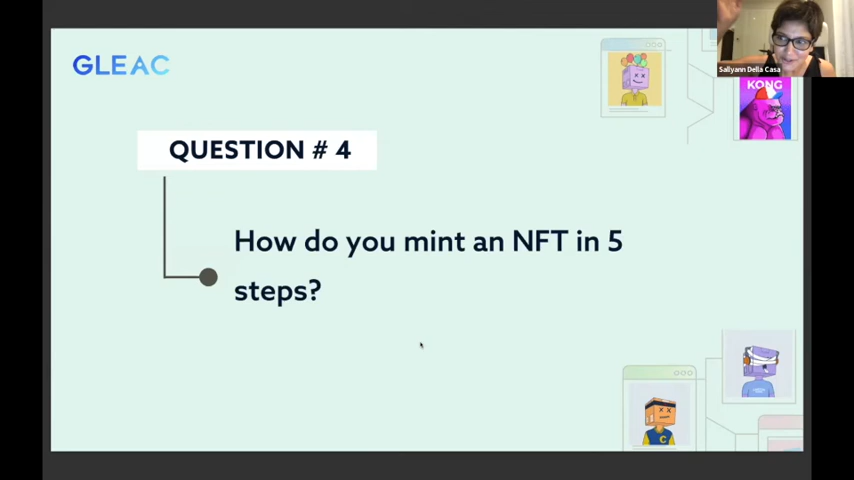 GLEAC
Sallyann Della Casa
KONG
QUESTION # 4
How do you mint an NFT in 5
steps?
C